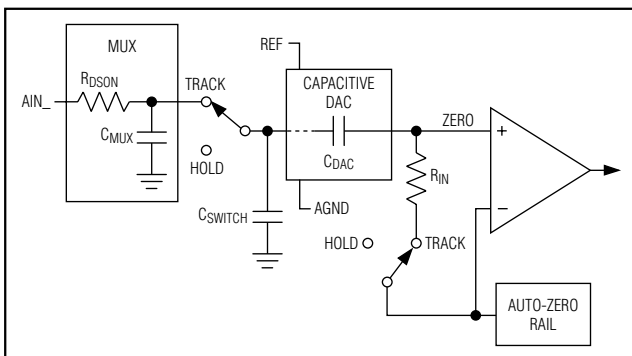 MUX
REF
RDSON
TRACK
CAPACITIVE
DAC
AIN_
ZERO
+
CMUX
CDAC
HOLD
RIN
AGND
CSWITCH
−
HOLD
TRACK
AUTO-ZERO
RAIL